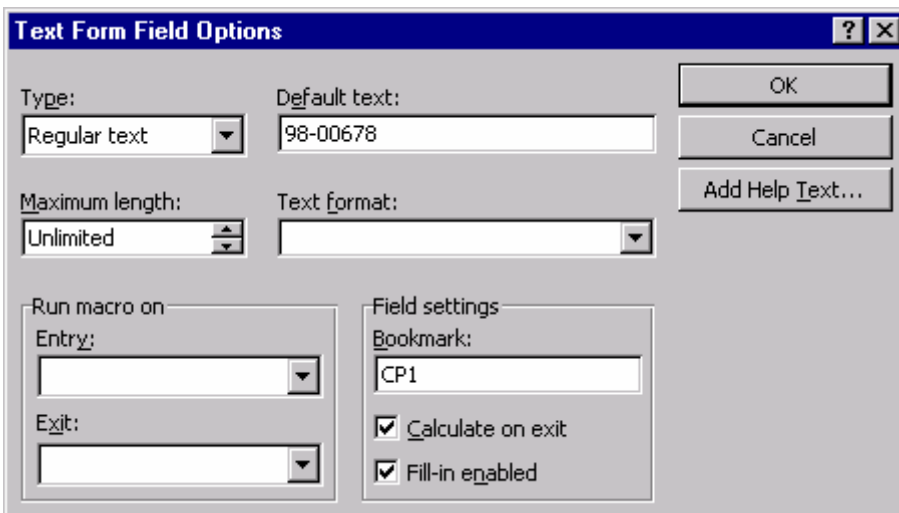 Text Form Field Options
Type:
Default text:
OK
Regular text
98-00678
Cancel
Maximum length:
Text format:
Add Help Text...
Unlimited
Run macro on
Field settings
Entry:
Bookmark:
CP1
Exit:
Calculate on exit
Fill-in enabled